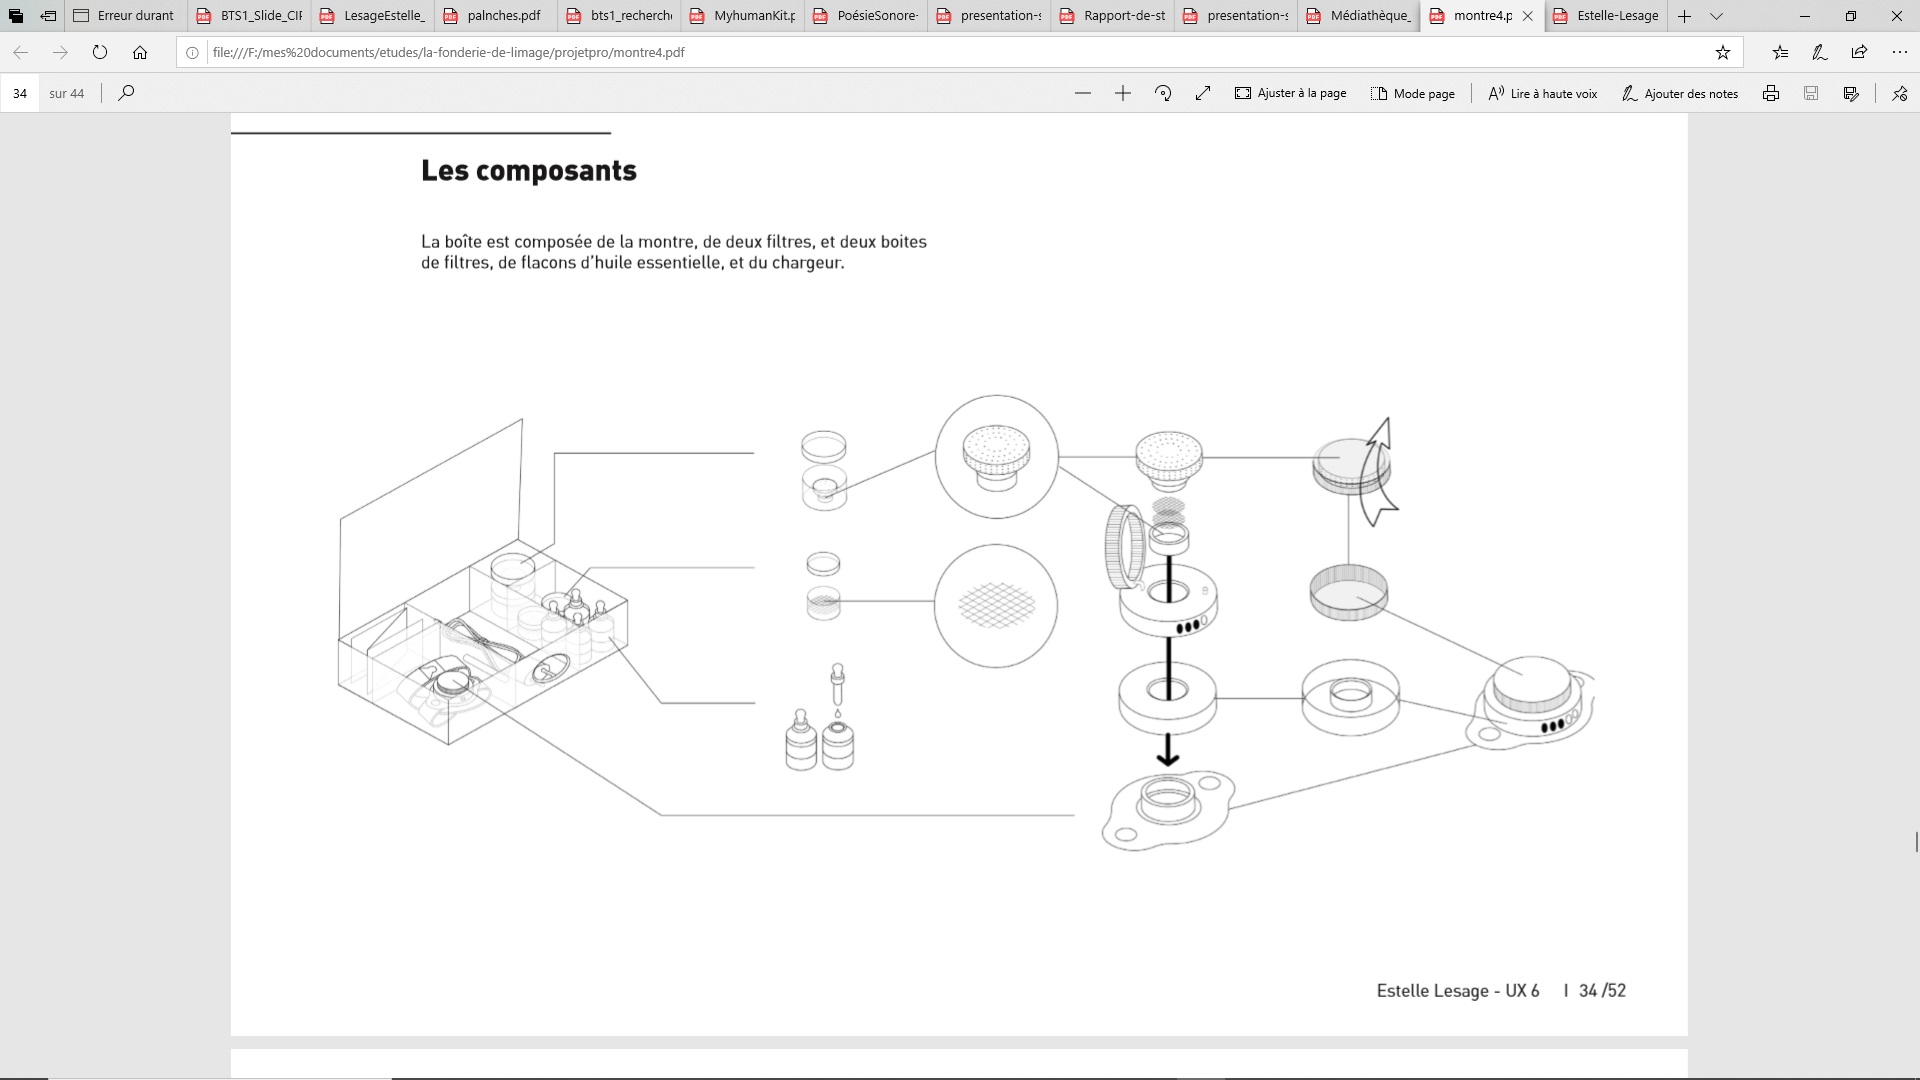 Erreur durant
BTS1_Slide_CIF
LesageEstelle_
palnches.pdf
bts1_recherch
MyhumanKit.p
PoésieSonore-
presentation-s
Rapport-de-st
presentation-s
Médiathèque_
montre4.p
Estelle-Lesage
file:///F:/mes%20documents/etudes/la-fonderie-de-limage/projetpro/montre4.pdf
34 sur 44
Ajuster à la page
Mode page
Lire à haute voix
Ajouter des notes
Les composants
La boîte est composée de la montre, de deux filtres, et deux boites
de filtres, de flacons d'huile essentielle, et du chargeur.
Estelle Lesage - UX 6 I 34 /52